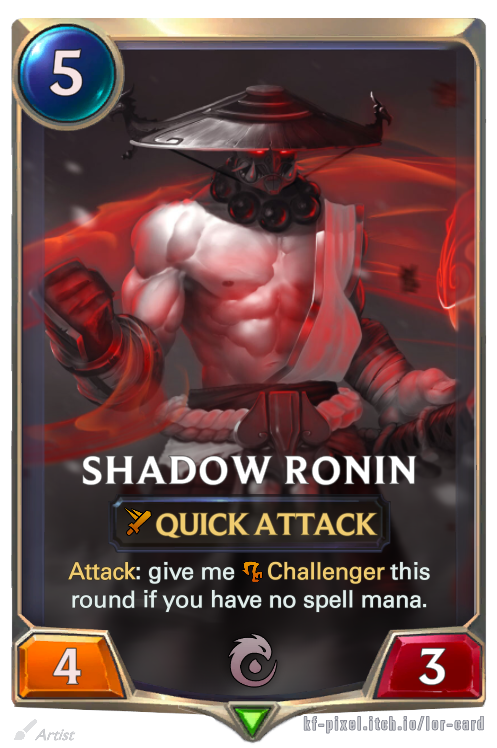 5
SHADOW RONIN
QUICK ATTACK
Attack: give me Challenger this
round if you have no spell mana.
4
3
kf-pixel.itch.io/lor-card
Artist